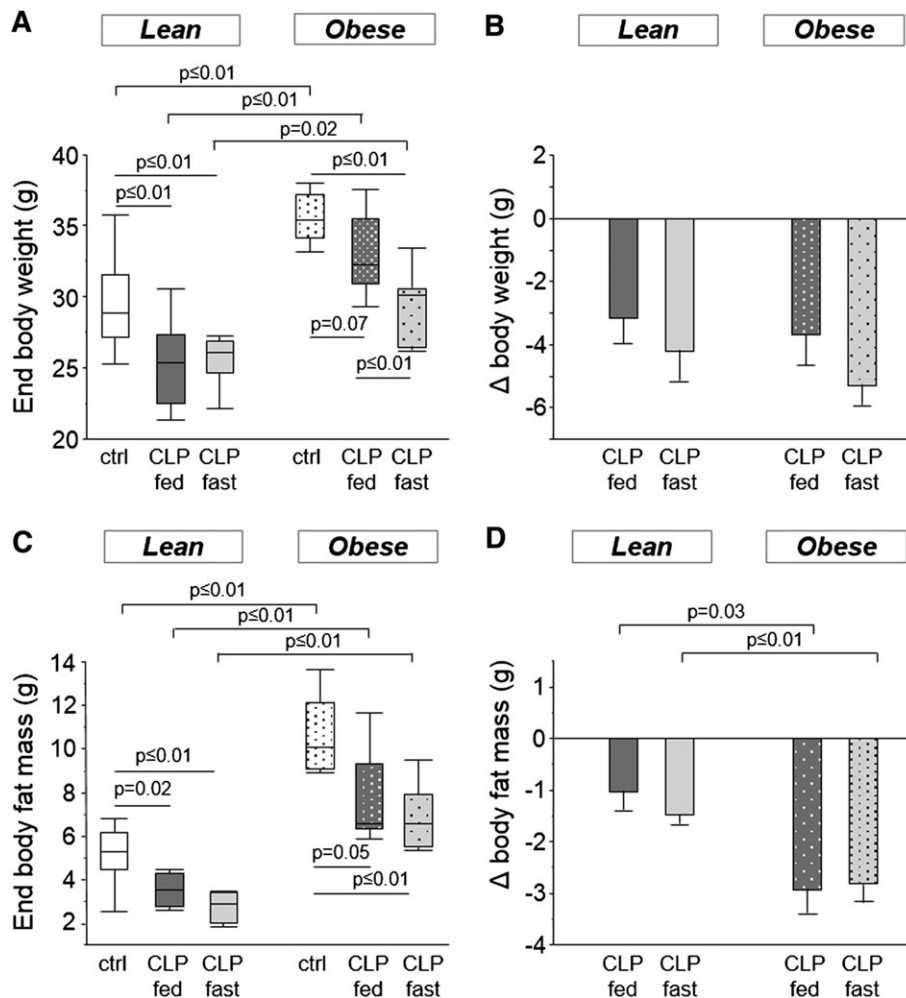 A
Lean
Obese
p≤0.01
p≤0.01
p=0.02
p≤0.01
p≤0.01
p≤0.01
p=0.07
p≤0.01
End body weight (g)
40
35
30
25
20
ctrl CLP fed CLP fast ctrl CLP fed CLP fast
B
Lean
Obese
Δ body weight (g)
2
0
-2
-4
-6
CLP fed CLP fast CLP fed CLP fast
C
Lean
Obese
p≤0.01
p≤0.01
p≤0.01
p≤0.01
p=0.02
p=0.05
p≤0.01
End body fat mass (g)
14
12
10
8
6
4
2
ctrl CLP fed CLP fast ctrl CLP fed CLP fast
D
Lean
Obese
p=0.03
p≤0.01
Δ body fat mass (g)
1
0
-1
-2
-3
-4
CLP fed CLP fast CLP fed CLP fast